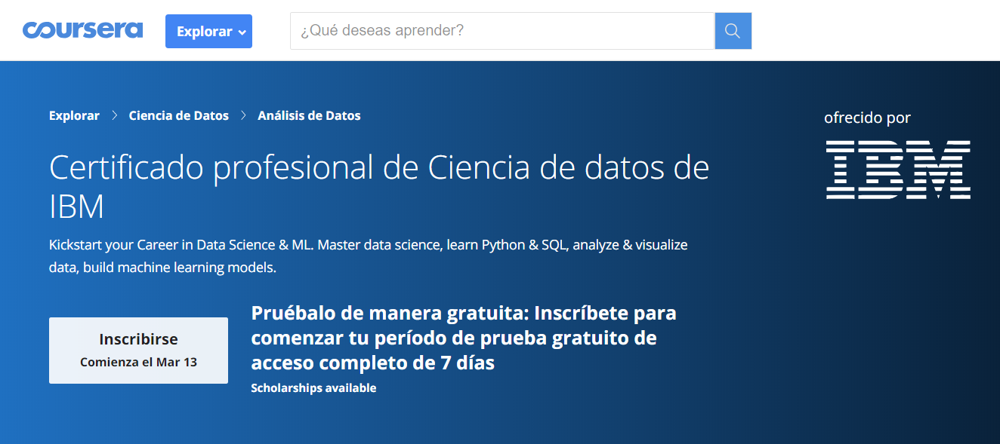 coursera
Explorar
¿Qué deseas aprender?
Explorar > Ciencia de Datos > Análisis de Datos
ofrecido por
IBM
Certificado profesional de Ciencia de datos de
IBM
Kickstart your Career in Data Science & ML. Master data science, learn Python & SQL, analyze & visualize
data, build machine learning models.
Inscribirse
Comienza el Mar 13
Pruébalo de manera gratuita: Inscríbete para
comenzar tu período de prueba gratuito de
acceso completo de 7 días
Scholarships available